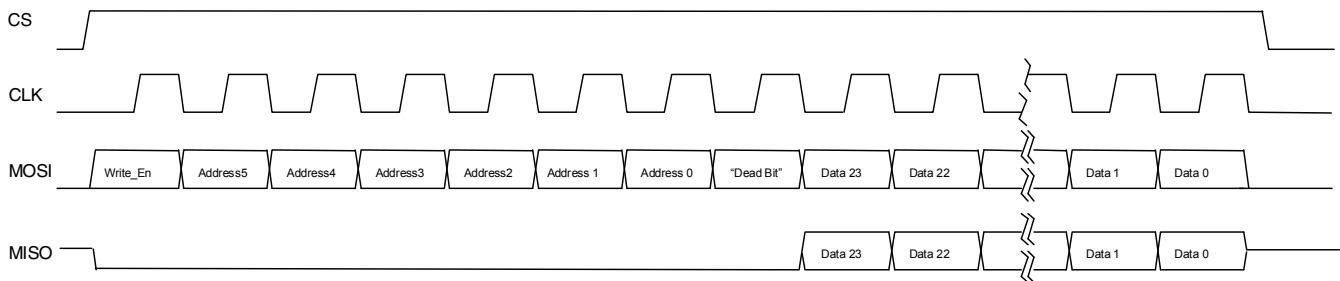 CS
CLK
MOSI Write_En Address5 Address4 Address3 Address2 Address 1 Address 0 “Dead Bit” Data 23 Data 22 Data 1 Data 0
MISO Data 23 Data 22 Data 1 Data 0